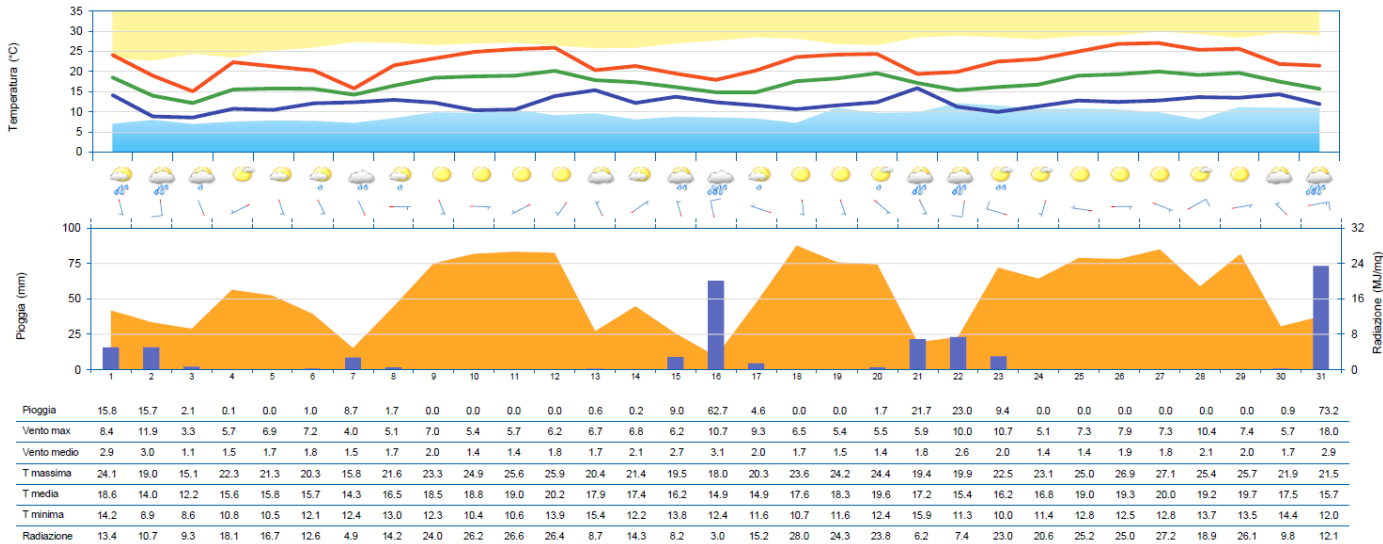 Temperatura (°C)
35
30
25
20
15
10
5
0
Pioggia (mm)
100
75
50
25
0
Radiazione (MJ/mq)
32
24
16
8
0
1 2 3 4 5 6 7 8 9 10 11 12 13 14 15 16 17 18 19 20 21 22 23 24 25 26 27 28 29 30 31
Pioggia 15.8 15.7 2.1 0.1 0.0 1.0 8.7 1.7 0.0 0.0 0.0 0.0 0.6 0.2 9.0 62.7 4.6 0.0 0.0 1.7 21.7 23.0 9.4 0.0 0.0 0.0 0.0 0.0 0.0 0.9 73.2
Vento max 8.4 11.9 3.3 5.7 6.9 7.2 4.0 5.1 7.0 5.4 5.7 6.2 6.7 6.8 6.2 10.7 9.3 6.5 5.4 5.5 5.9 10.0 10.7 5.1 7.3 7.9 7.3 10.4 7.4 5.7 18.0
Vento medio 2.9 3.0 1.1 1.5 1.7 1.8 1.5 1.7 2.0 1.4 1.4 1.8 1.7 2.1 2.7 3.1 2.0 1.7 1.5 1.4 1.8 2.6 2.0 1.4 1.4 1.9 1.8 2.1 2.0 1.7 2.9
T massima 24.1 19.0 15.1 22.3 21.3 20.3 15.8 21.6 23.3 24.9 25.6 25.9 20.4 21.4 19.5 18.0 20.3 23.6 24.2 24.4 19.4 19.9 22.5 23.1 25.0 26.9 27.1 25.4 25.7 21.9 21.5
T media 18.6 14.0 12.2 15.6 15.8 15.7 14.3 16.5 18.5 18.8 19.0 20.2 17.9 17.4 16.2 14.9 14.9 17.6 18.3 19.6 17.2 15.4 16.2 16.8 19.0 19.3 20.0 19.2 19.7 17.5 15.7
T minima 14.2 8.9 8.6 10.8 10.5 12.1 12.4 13.0 12.3 10.4 10.6 13.9 15.4 12.2 13.8 12.4 11.6 10.7 11.6 12.4 15.9 11.3 10.0 11.4 12.8 12.5 12.8 13.7 13.5 14.4 12.0
Radiazione 13.4 10.7 9.3 18.1 16.7 12.6 4.9 14.2 24.0 26.2 26.6 26.4 8.7 14.3 8.2 3.0 15.2 28.0 24.3 23.8 6.2 7.4 23.0 20.6 25.2 25.0 27.2 18.9 26.1 9.8 12.1